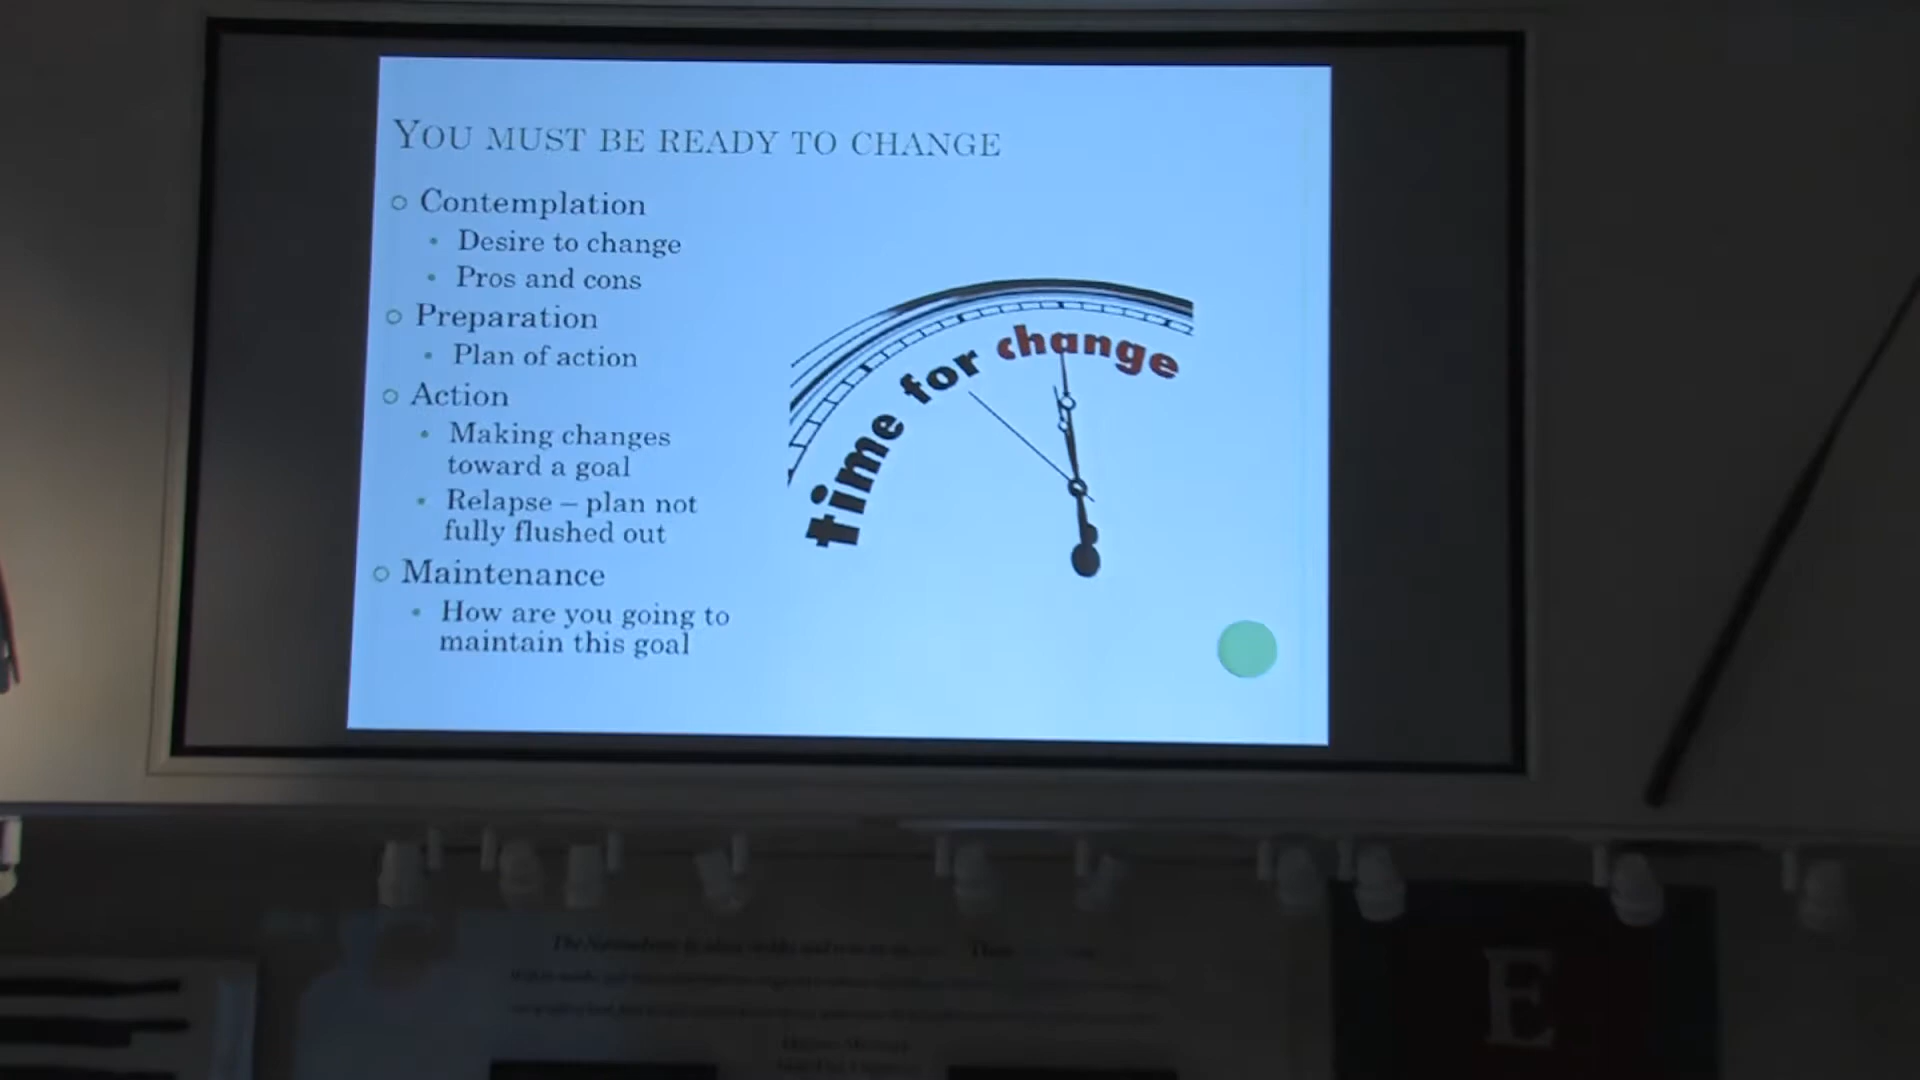 YOU MUST BE READY TO CHANGE
Contemplation
Desire to change
Pros and cons
Preparation
Plan of action
Action
Making changes
toward a goal
Relapse – plan not
fully flushed out
Maintenance
How are you going to
maintain this goal
time for change
E